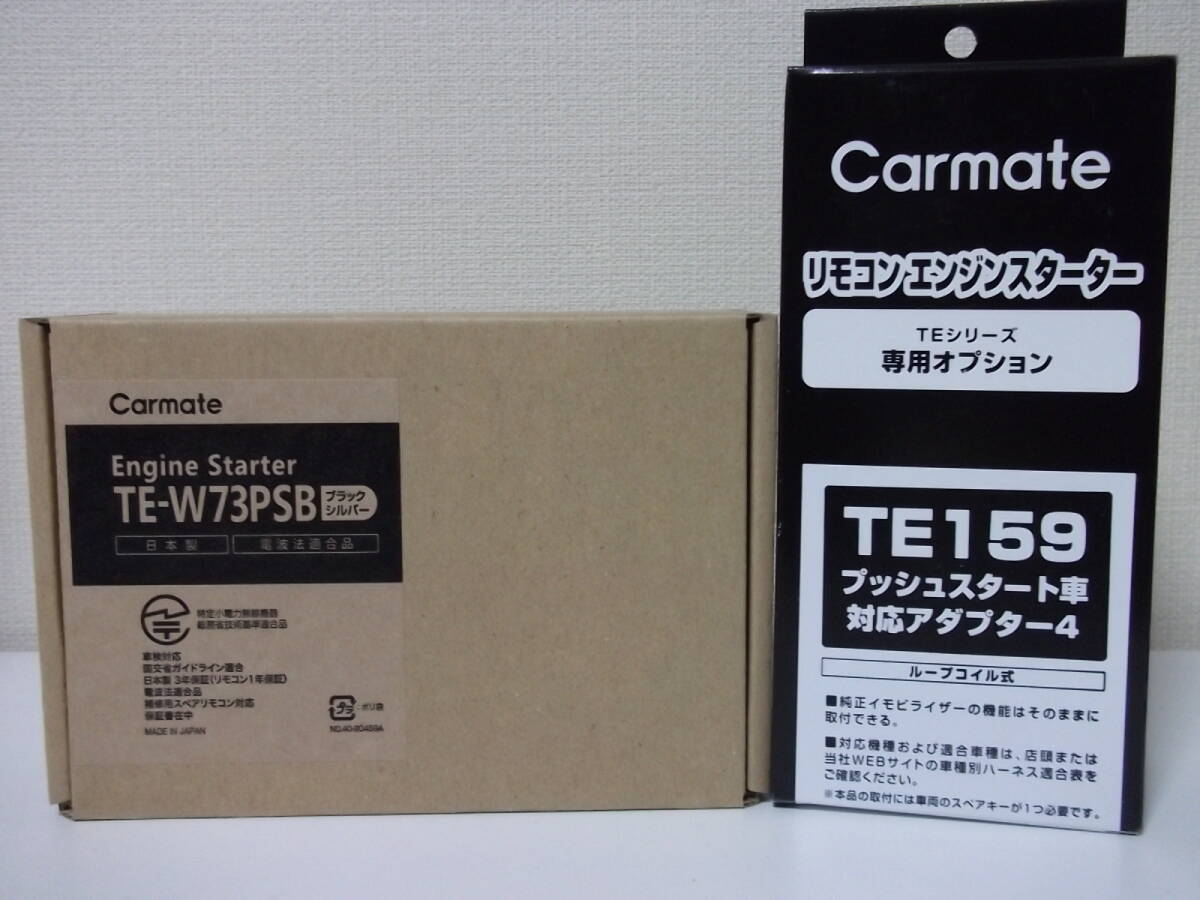 Carmate
Engine Starter
TE-W73PSB ブラック シルバー
日本製 電波法適合品
特定小電力無線機器
総務省技術基準適合品
車検対応
国交省ガイドライン適合
日本製 3年保証(リモコン1年保証)
電波法適合品
補修用スペアリモコン対応
保証書在中
MADE IN JAPAN
プラ :ポリ袋
NO.40-90459A
Carmate
リモコンエンジンスターター
TEシリーズ
専用オプション
TE159
プッシュスタート車
対応アダプター4
ループコイル式
■純正イモビライザーの機能はそのままに
取付できる。
■対応機種および適合車種は、店頭または
当社WEBサイトの車種別ハーネス適合表を
ご確認ください。
※本品の取付には車両のスペアキーが1つ必要です。